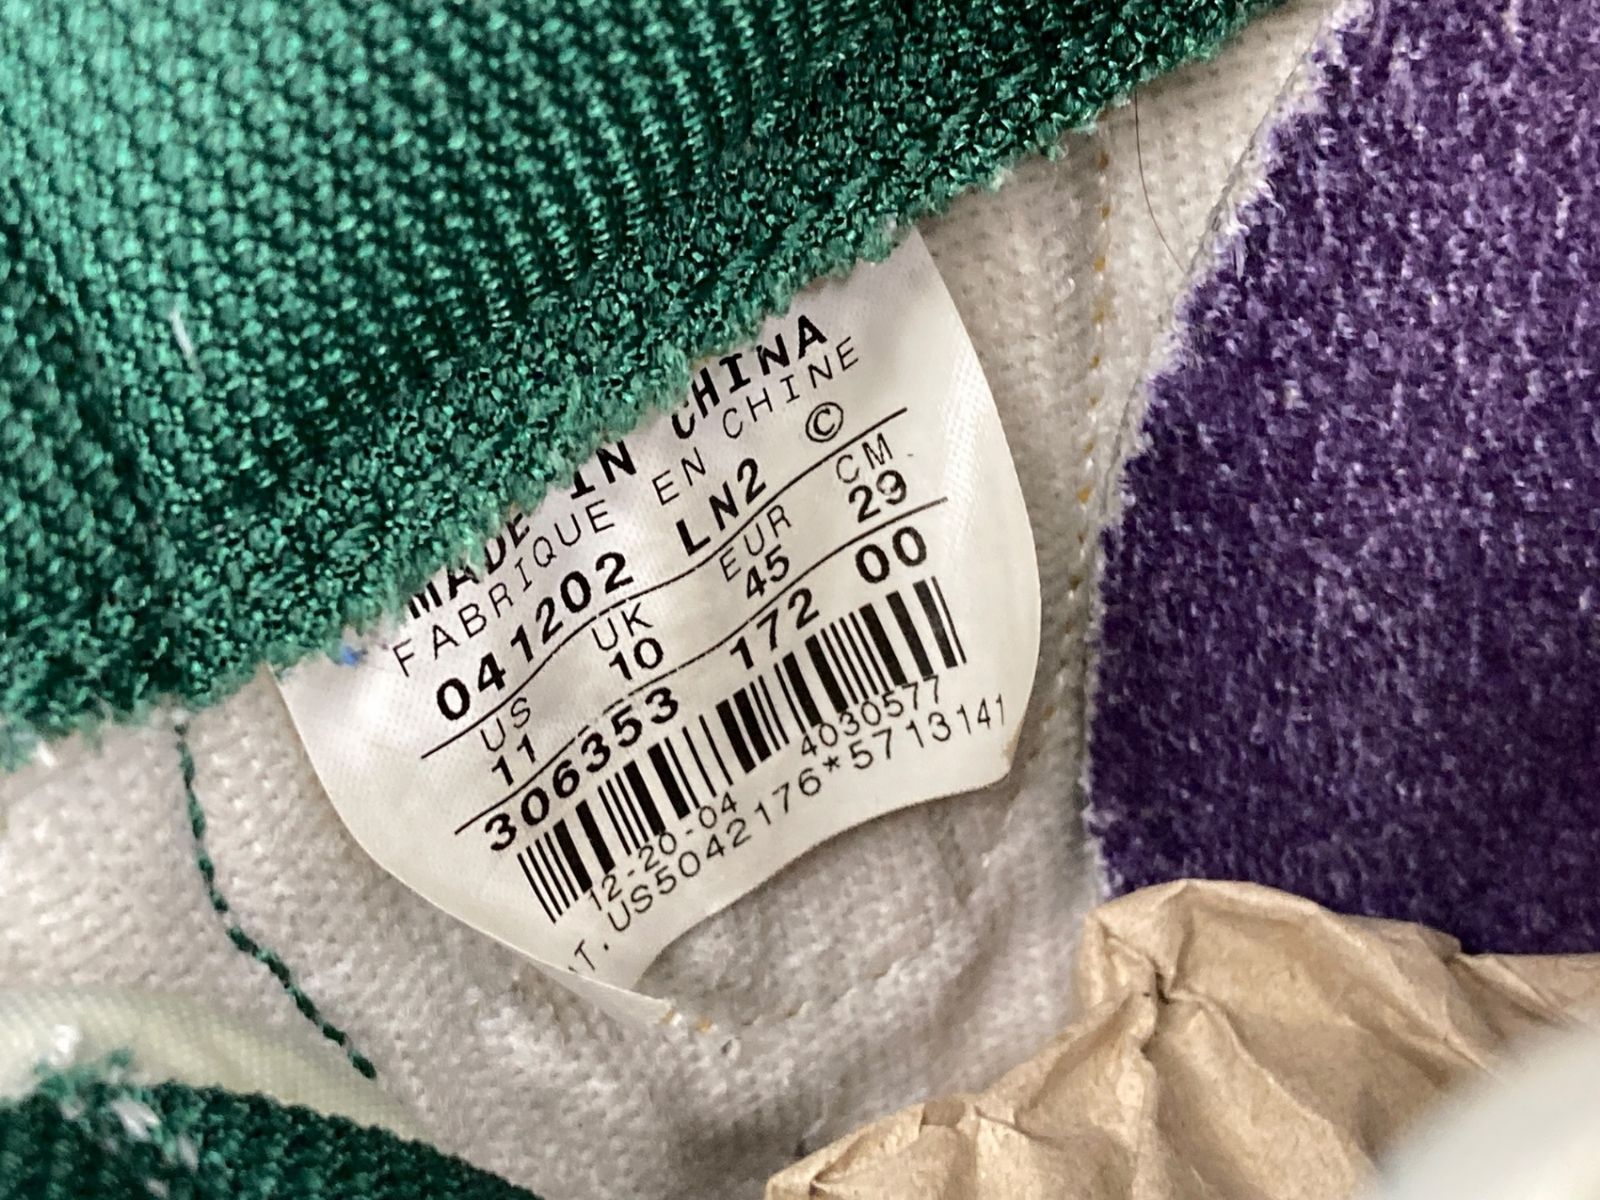 MADE IN CHINA
FABRIQUE EN CHINE
041202 LN2 ©
US UK EUR CM
11 10 45 29
306353 172 00
12-20-04 4030577
T. US5042176*5713141